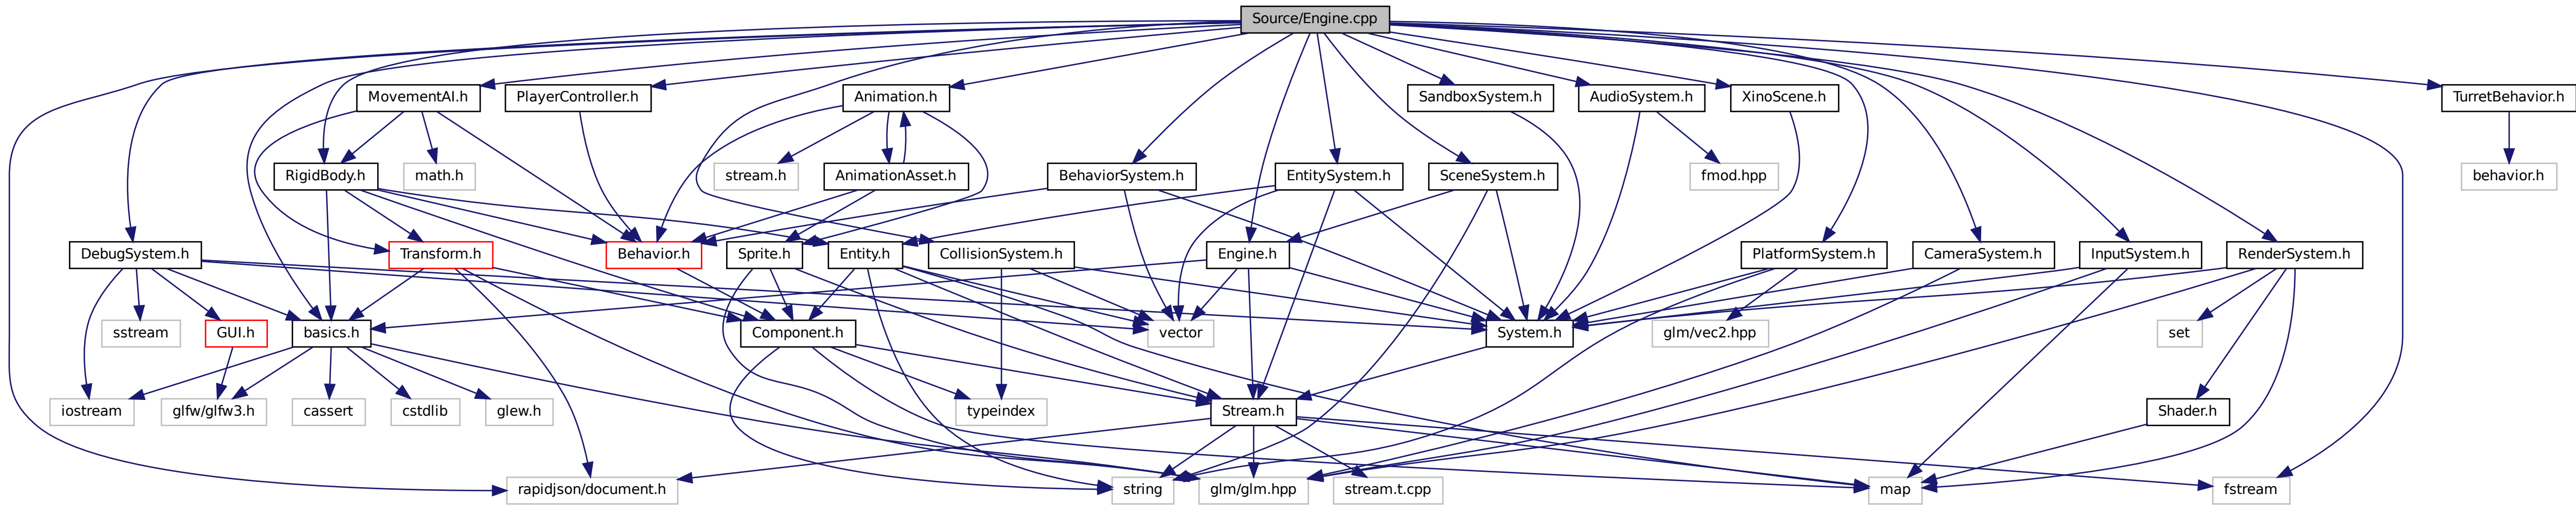 Source/Engine.cpp
MovementAI.h
PlayerController.h
Animation.h
SandboxSystem.h
AudioSystem.h
XinoScene.h
TurretBehavior.h
RigidBody.h
math.h
stream.h
AnimationAsset.h
BehaviorSystem.h
EntitySystem.h
SceneSystem.h
fmod.hpp
behavior.h
DebugSystem.h
Transform.h
Behavior.h
Sprite.h
Entity.h
CollisionSystem.h
Engine.h
PlatformSystem.h
CameraSystem.h
InputSystem.h
RenderSystem.h
sstream
GUI.h
basics.h
Component.h
vector
System.h
glm/vec2.hpp
set
iostream
glfw/glfw3.h
cassert
cstdlib
glew.h
typeindex
Stream.h
Shader.h
rapidjson/document.h
string
glm/glm.hpp
stream.t.cpp
map
fstream